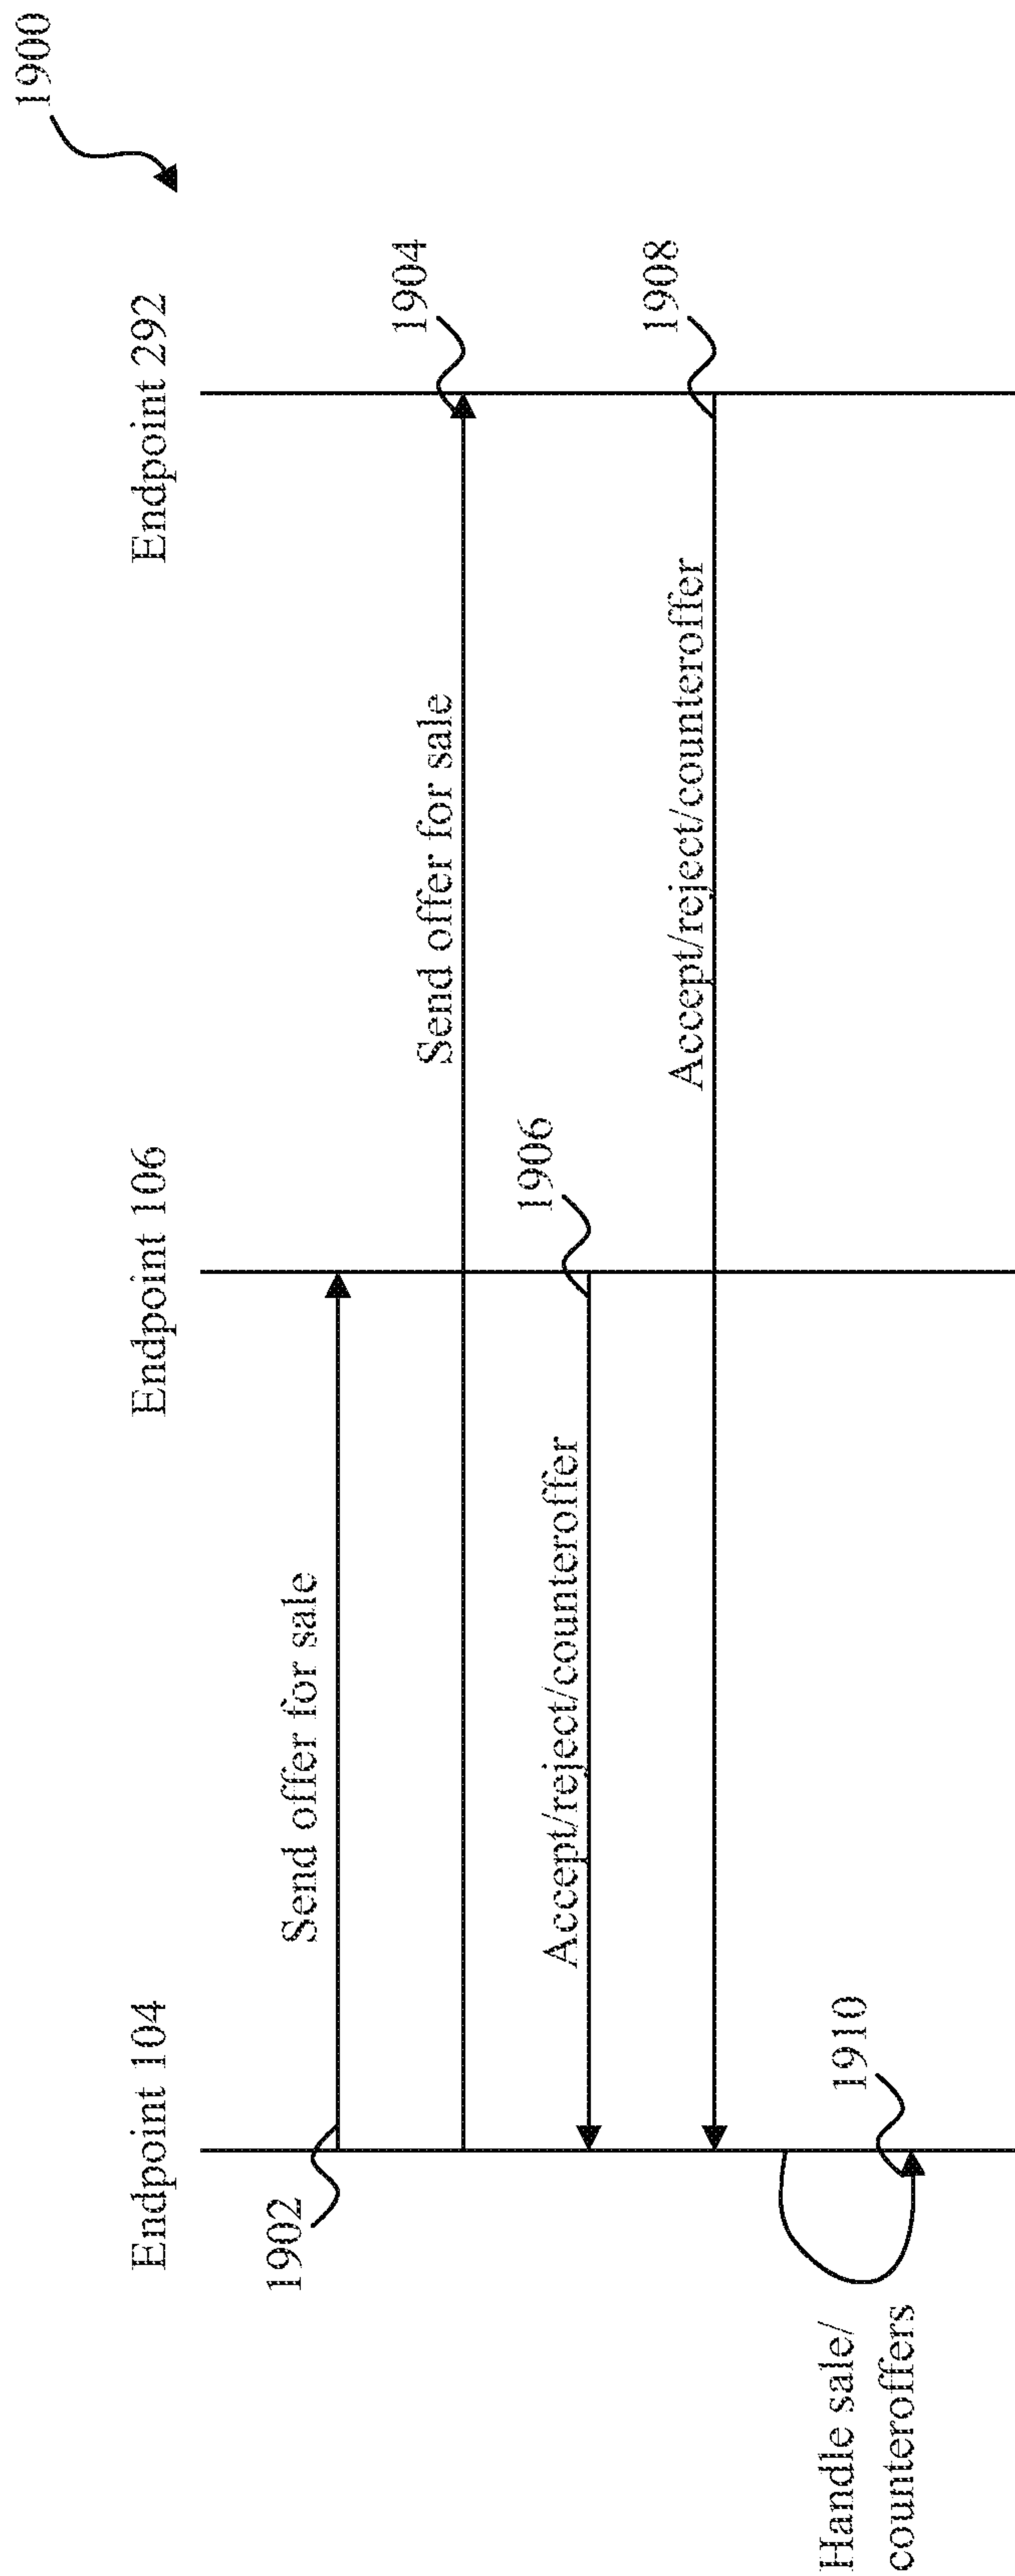 1900
Endpoint 104
Endpoint 106
Endpoint 292
1902
Send offer for sale
Send offer for sale
1904
Accept/reject/counteroffer
1906
Accept/reject/counteroffer
1908
Handle sale/
counteroffers
1910